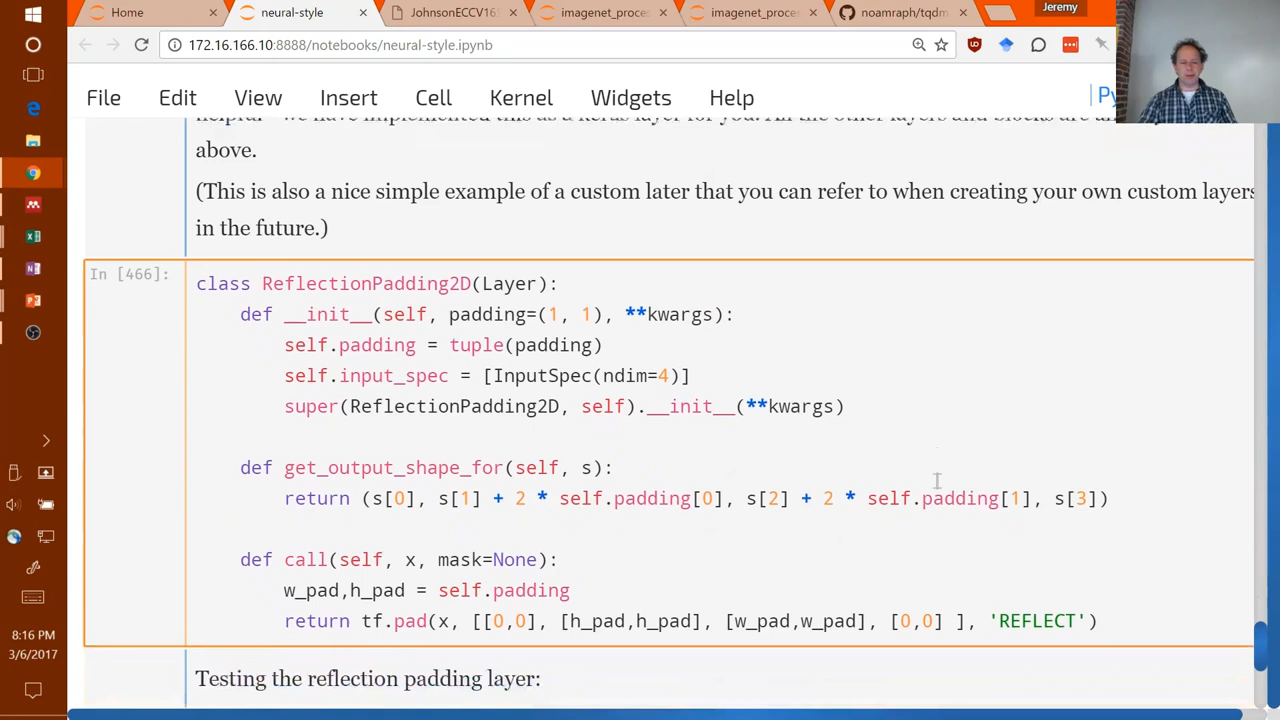 Home
neural-style
JohnsonECCV16
imagenet_proces
imagenet_proces
noamraph/tqdm
Jeremy
172.16.166.10:8888/notebooks/neural-style.ipynb
File Edit View Insert Cell Kernel Widgets Help
above.
(This is also a nice simple example of a custom later that you can refer to when creating your own custom layers
in the future.)
In [466]:
class ReflectionPadding2D(Layer):
def __init__(self, padding=(1, 1), **kwargs):
self.padding = tuple(padding)
self.input_spec = [InputSpec(ndim=4)]
super(ReflectionPadding2D, self).__init__(**kwargs)
def get_output_shape_for(self, s):
return (s[0], s[1] + 2 * self.padding[0], s[2] + 2 * self.padding[1], s[3])
def call(self, x, mask=None):
w_pad,h_pad = self.padding
return tf.pad(x, [[0,0], [h_pad,h_pad], [w_pad,w_pad], [0,0] ], 'REFLECT')
Testing the reflection padding layer:
8:16 PM
3/6/2017